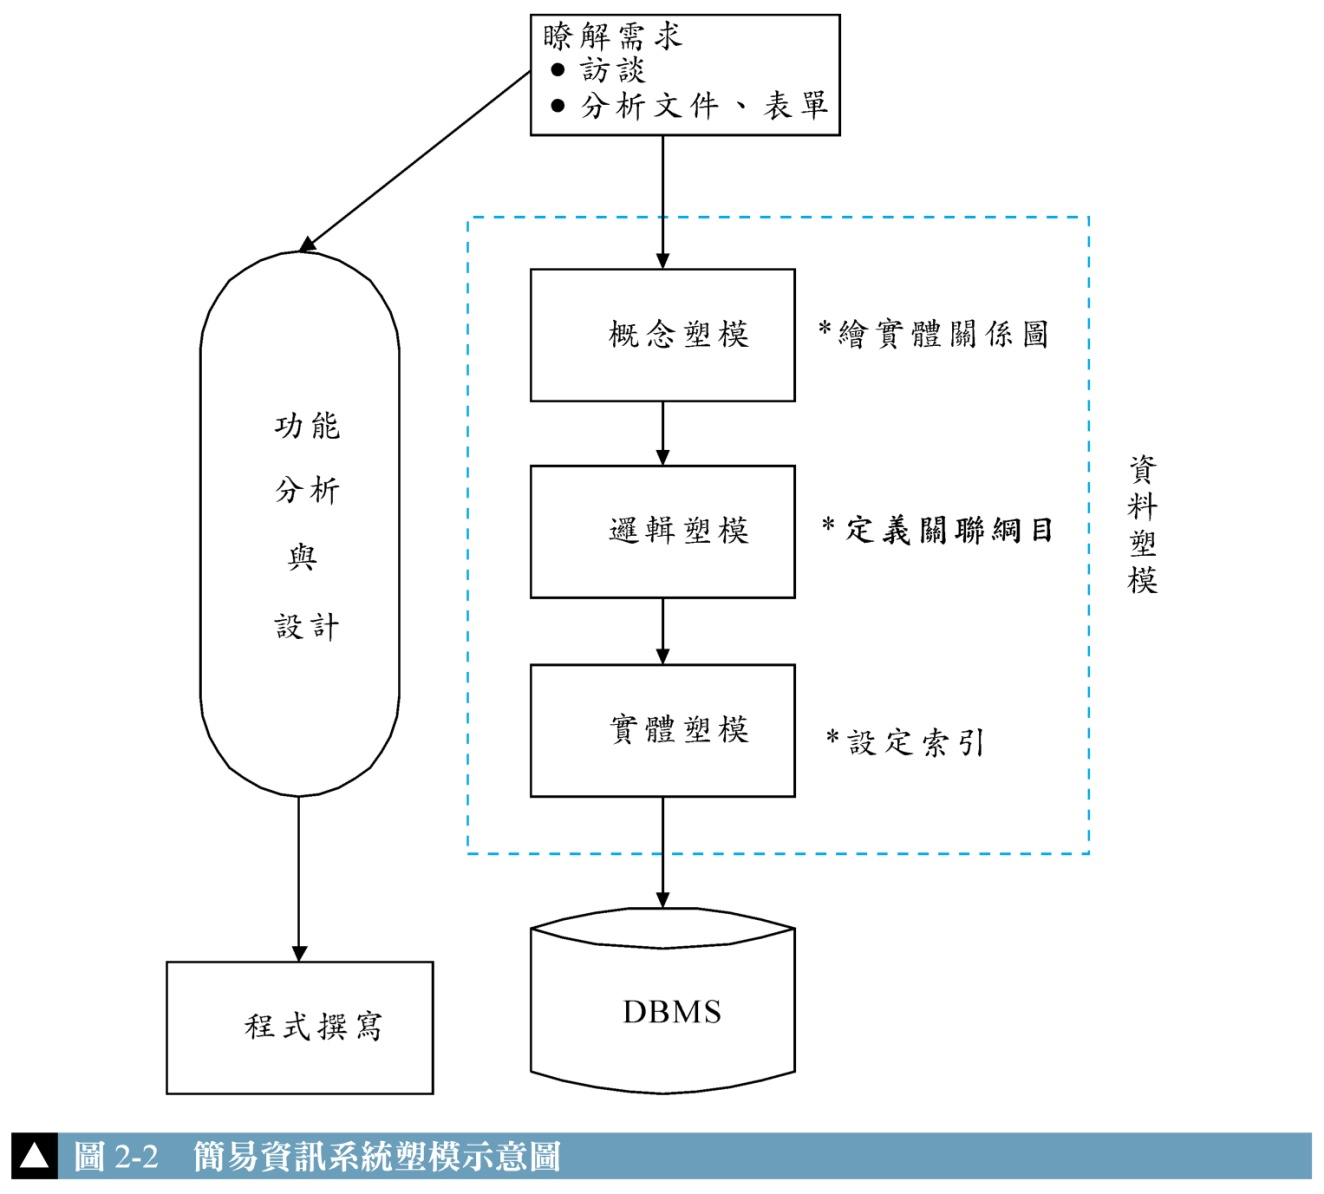 瞭解需求
● 訪談
● 分析文件、表單
概念塑模
*繪實體關係圖
功能
分析
與
設計
邏輯塑模
*定義關聯綱目
資料塑模
實體塑模
*設定索引
程式撰寫
DBMS
圖 2-2 簡易資訊系統塑模示意圖